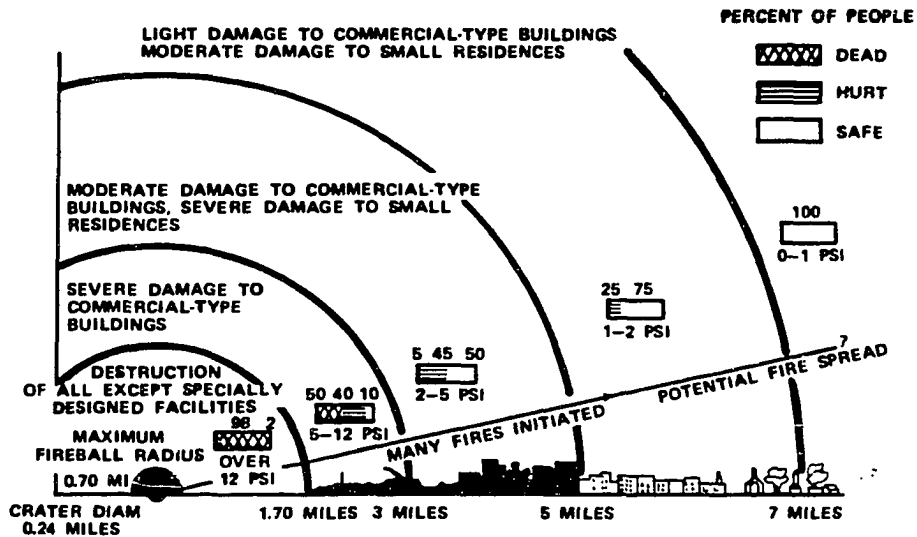 PERCENT OF PEOPLE
DEAD
HURT
SAFE
LIGHT DAMAGE TO COMMERCIAL-TYPE BUILDINGS
MODERATE DAMAGE TO SMALL RESIDENCES
MODERATE DAMAGE TO COMMERCIAL-TYPE
BUILDINGS, SEVERE DAMAGE TO SMALL
RESIDENCES
100
0-1 PSI
SEVERE DAMAGE TO
COMMERCIAL-TYPE
BUILDINGS
25 75
1-2 PSI
5 45 50
2-5 PSI
DESTRUCTION
OF ALL EXCEPT SPECIALLY
DESIGNED FACILITIES
50 40 10
5-12 PSI
98 2
OVER
12 PSI
MANY FIRES INITIATED
POTENTIAL FIRE SPREAD
?
MAXIMUM
FIREBALL RADIUS
0.70 MI
CRATER DIAM
0.24 MILES
1.70 MILES
3 MILES
5 MILES
7 MILES